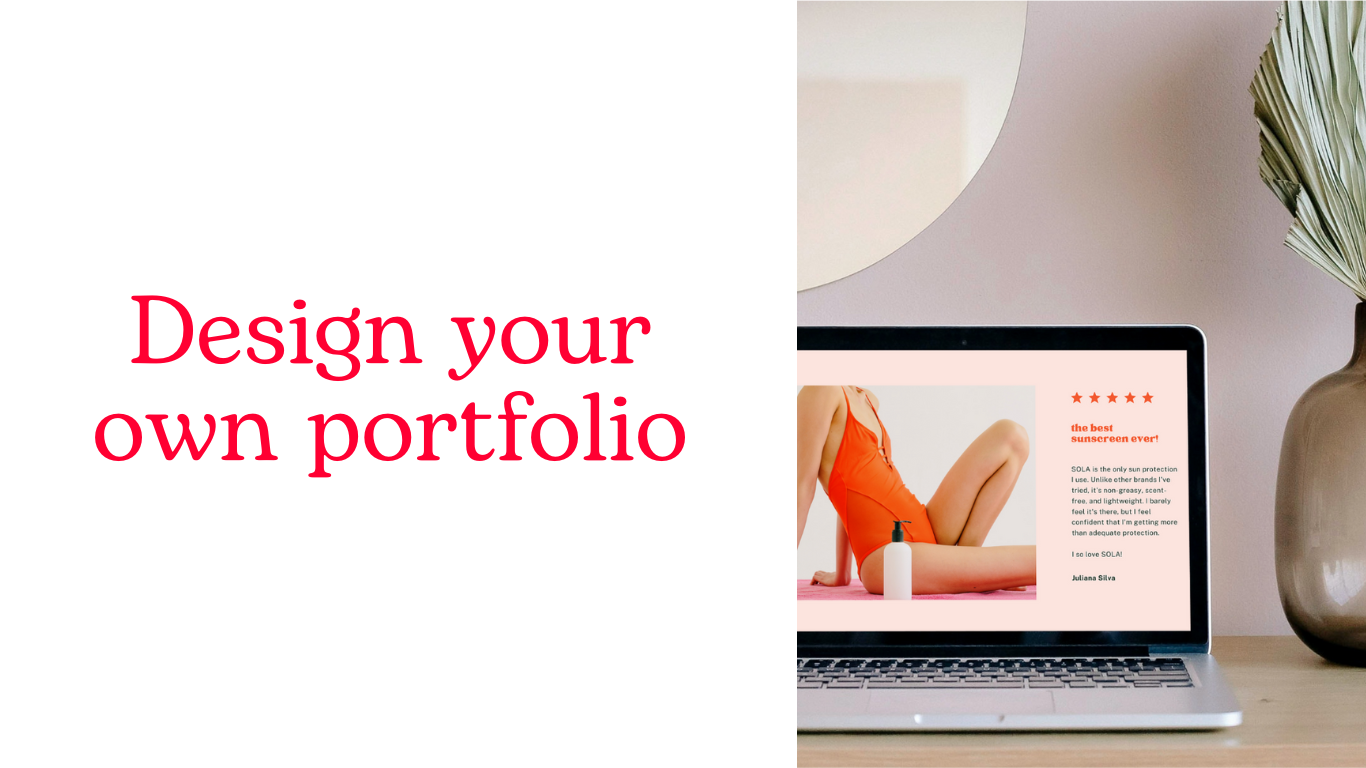 Design your
own portfolio
the best
sunscreen ever!
SOLA is the only sun protection
I use. Unlike other brands I've
tried, it's non-greasy, scent-
free, and lightweight. I barely
feel it's there, but I feel
confident that I'm getting more
than adequate protection.
I so love SOLA!
Juliana Silva